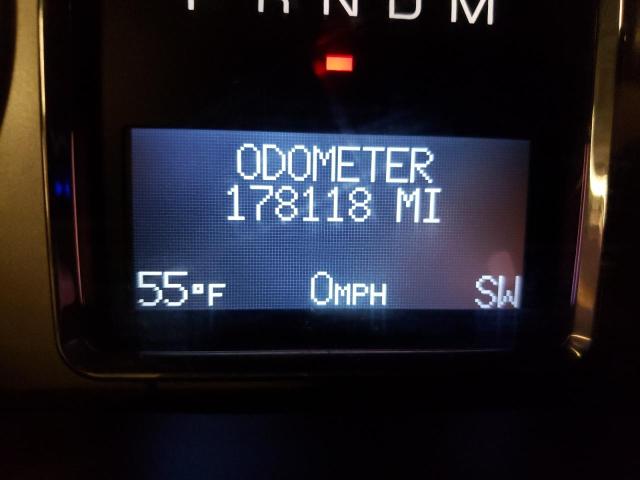 P R N D M
ODOMETER
178118 MI
55°F 0MPH SW